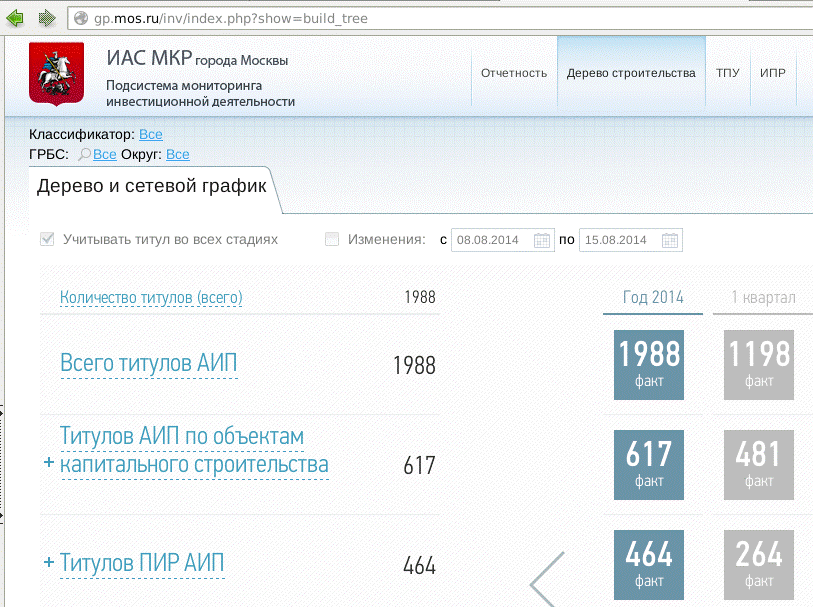 gp.mos.ru/inv/index.php?show=build_tree
ИАС МКР города Москвы
Подсистема мониторинга
инвестиционной деятельности
Отчетность Дерево строительства ТПУ ИПР
Классификатор: Все
ГРБС: Все Округ: Все
Дерево и сетевой график
Учитывать титул во всех стадиях Изменения: с 08.08.2014 по 15.08.2014
Количество титулов (всего) 1988 Год 2014 1 квартал
Всего титулов АИП 1988 1988 1198
факт факт
Титулов АИП по объектам
+ капитального строительства 617 617 481
факт факт
+ Титулов ПИР АИП 464 464 264
факт факт